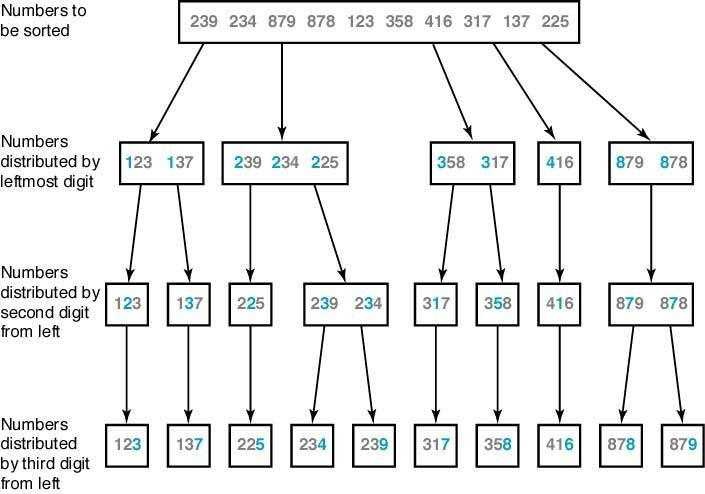 Numbers to
be sorted
239 234 879 878 123 358 416 317 137 225
Numbers
distributed by
leftmost digit
123 137
239 234 225
358 317
416
879 878
Numbers
distributed by
second digit
from left
123
137
225
239 234
317
358
416
879 878
Numbers
distributed
by third digit
from left
123
137
225
234
239
317
358
416
878
879